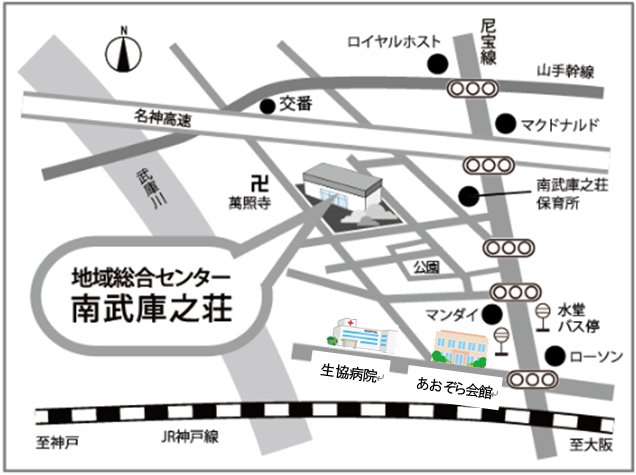 N
ロイヤルホスト
尼宝線
山手幹線
交番
名神高速
マクドナルド
武庫川
卍
萬照寺
南武庫之荘
保育所
地域総合センター
南武庫之荘
公園
マンダイ
水堂
バス停
HOSPITAL
ローソン
生協病院
あおぞら会館
至神戸
JR神戸線
至大阪